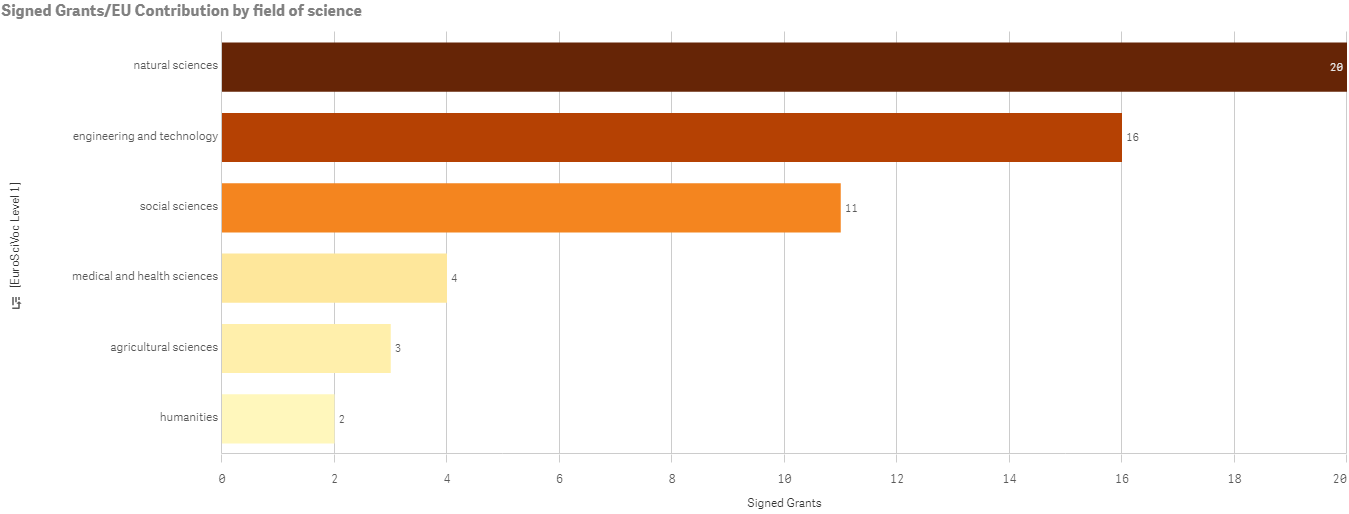 Signed Grants/EU Contribution by field of science
[EuroSciVoc Level 1]
natural sciences
20
engineering and technology
16
social sciences
11
medical and health sciences
4
agricultural sciences
3
humanities
2
0 2 4 6 8 10 12 14 16 18 20
Signed Grants